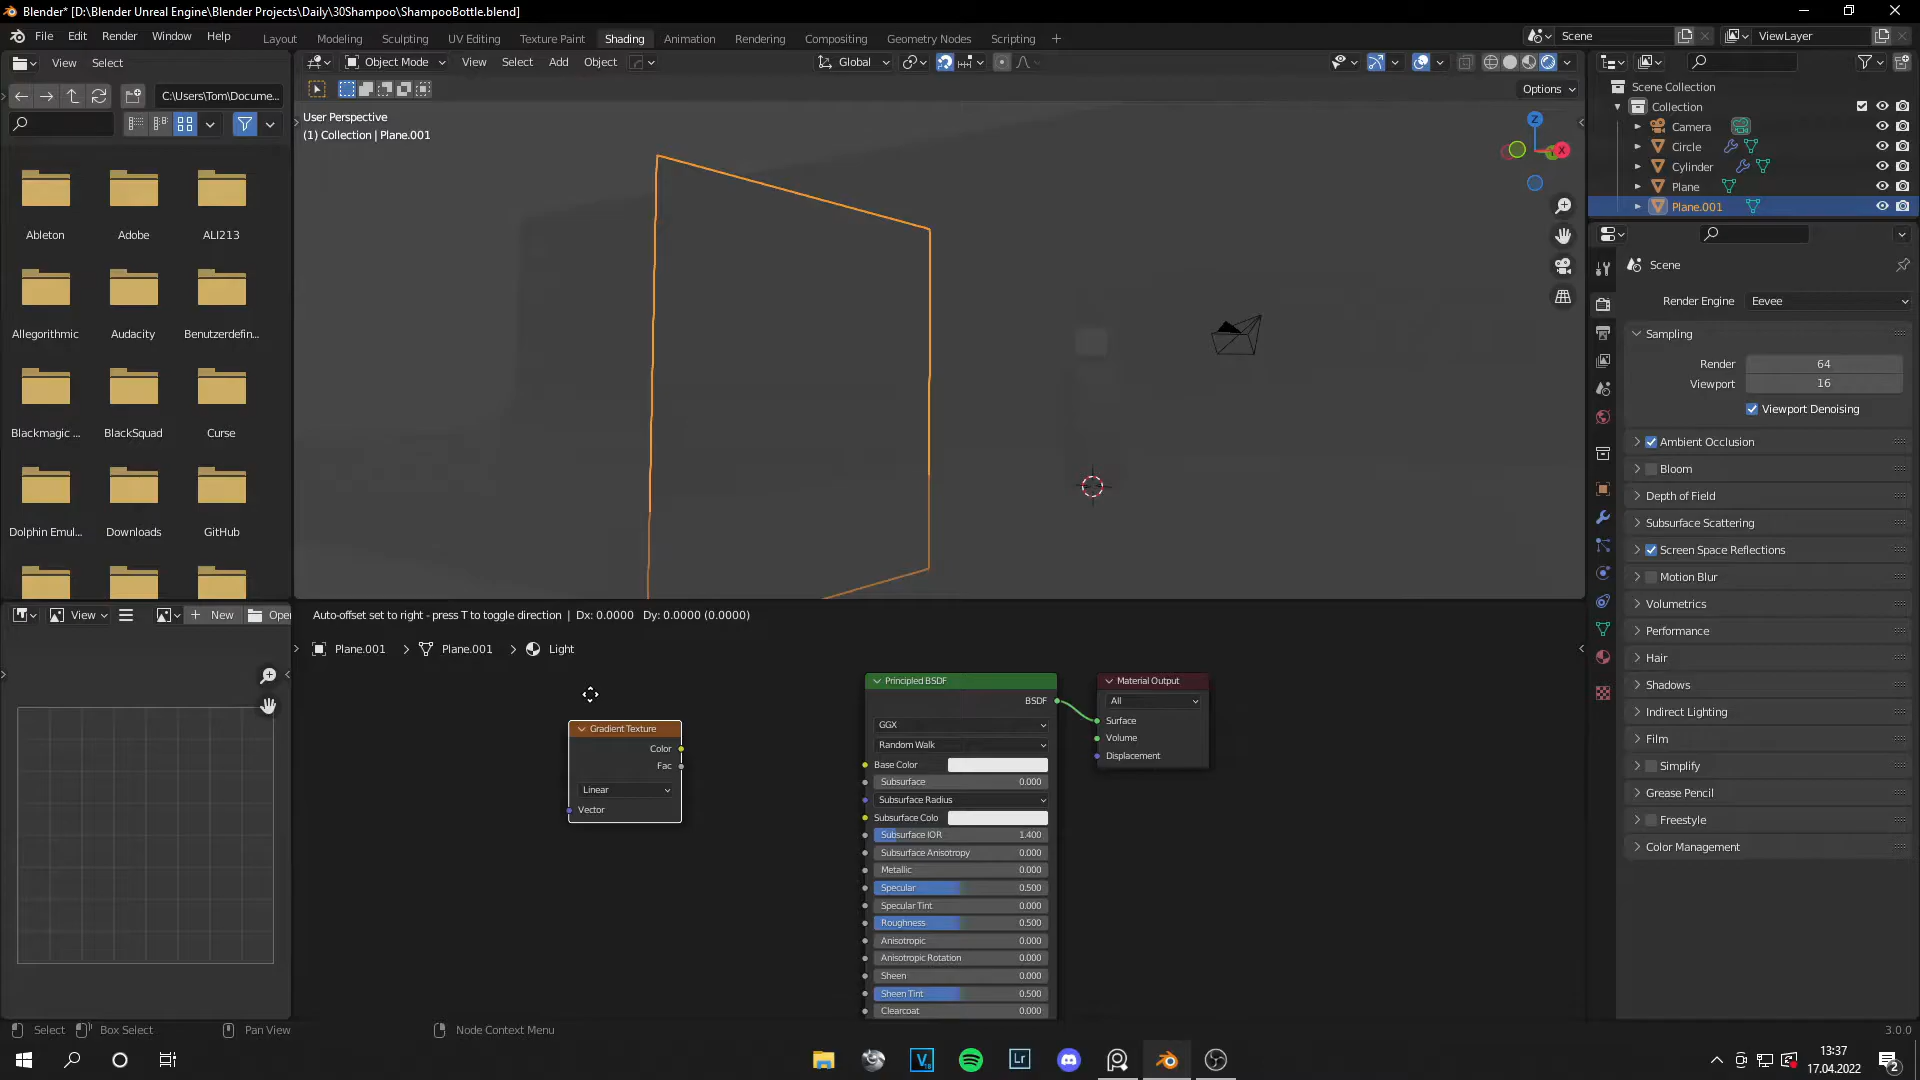 Blender* [D:\Blender Unreal Engine\Blender Projects\Daily\30Shampoo\ShampooBottle.blend]
File Edit Render Window Help
Layout Modeling Sculpting UV Editing Texture Paint Shading Animation Rendering Compositing Geometry Nodes Scripting +
Scene
ViewLayer
View Select
C:\Users\Tom\Docume...
Object Mode View Select Add Object
Global
Options
User Perspective
(1) Collection | Plane.001
Z
X
Ableton Adobe ALI213
Allegorithmic Audacity Benutzerdefin...
Blackmagic ... BlackSquad Curse
Dolphin Emul... Downloads GitHub
Scene Collection
Collection
Camera
Circle
Cylinder
Plane
Plane.001
Scene
Render Engine Eevee
Sampling
Render 64
Viewport 16
Viewport Denoising
Ambient Occlusion
Bloom
Depth of Field
Subsurface Scattering
Screen Space Reflections
Motion Blur
Volumetrics
Performance
Hair
Shadows
Indirect Lighting
Film
Simplify
Grease Pencil
Freestyle
Color Management
View
New
Ope
Auto-offset set to right - press T to toggle direction | Dx: 0.0000 Dy: 0.0000 (0.0000)
Plane.001 > Plane.001 > Light
Gradient Texture
Color
Fac
Linear
Vector
Principled BSDF
BSDF
GGX
Random Walk
Base Color
Subsurface 0.000
Subsurface Radius
Subsurface Colo
Subsurface IOR 1.400
Subsurface Anisotropy 0.000
Metallic 0.000
Specular 0.500
Specular Tint 0.000
Roughness 0.500
Anisotropic 0.000
Anisotropic Rotation 0.000
Sheen 0.000
Sheen Tint 0.500
Clearcoat 0.000
Material Output
All
Surface
Volume
Displacement
Select Box Select Pan View Node Context Menu
3.0.0
Lr
13:37
17.04.2022
2